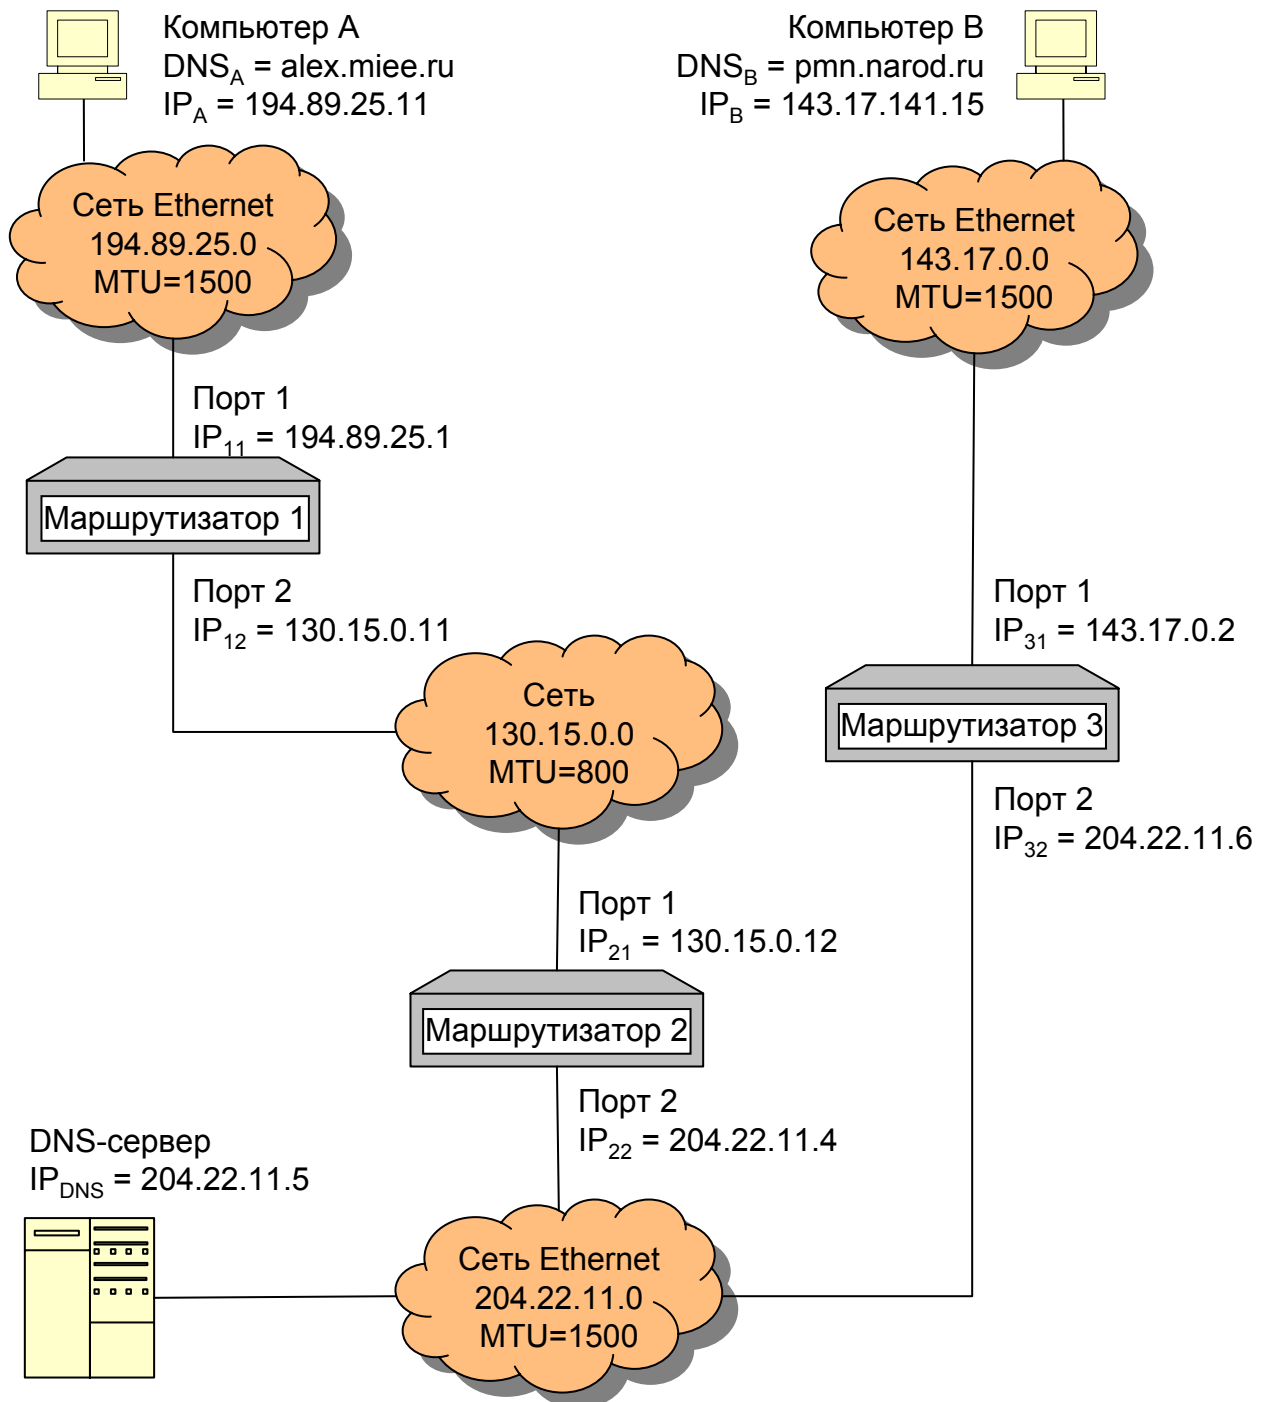 Компьютер А
DNSA = alex.miee.ru
IPA = 194.89.25.11
Компьютер В
DNSB = pmn.narod.ru
IPB = 143.17.141.15
Сеть Ethernet
194.89.25.0
MTU=1500
Сеть Ethernet
143.17.0.0
MTU=1500
Порт 1
IP11 = 194.89.25.1
Маршрутизатор 1
Порт 2
IP12 = 130.15.0.11
Порт 1
IP31 = 143.17.0.2
Маршрутизатор 3
Порт 2
IP32 = 204.22.11.6
Сеть
130.15.0.0
MTU=800
Порт 1
IP21 = 130.15.0.12
Маршрутизатор 2
Порт 2
IP22 = 204.22.11.4
DNS-сервер
IPDNS = 204.22.11.5
Сеть Ethernet
204.22.11.0
MTU=1500